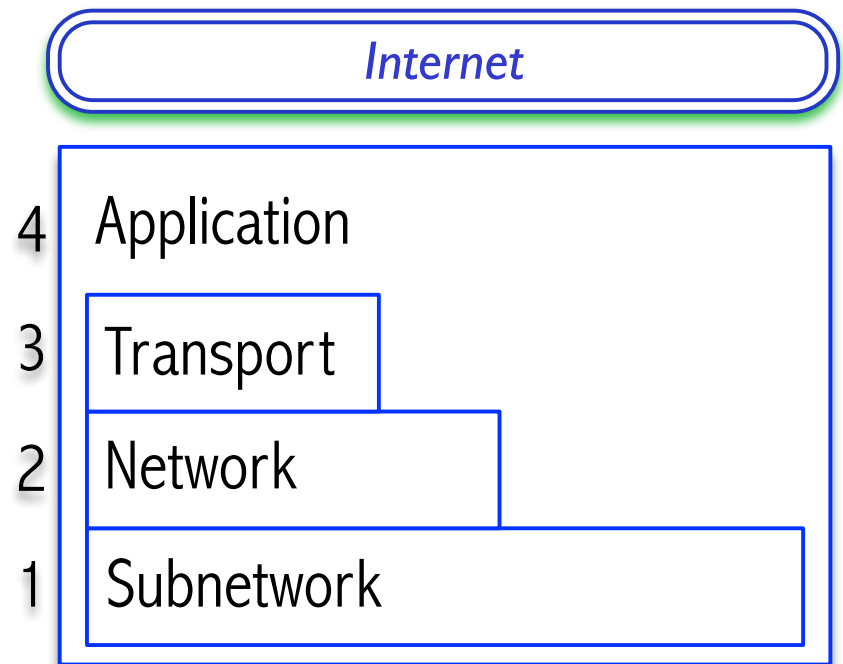 Internet
4 Application
3 Transport
2 Network
1 Subnetwork